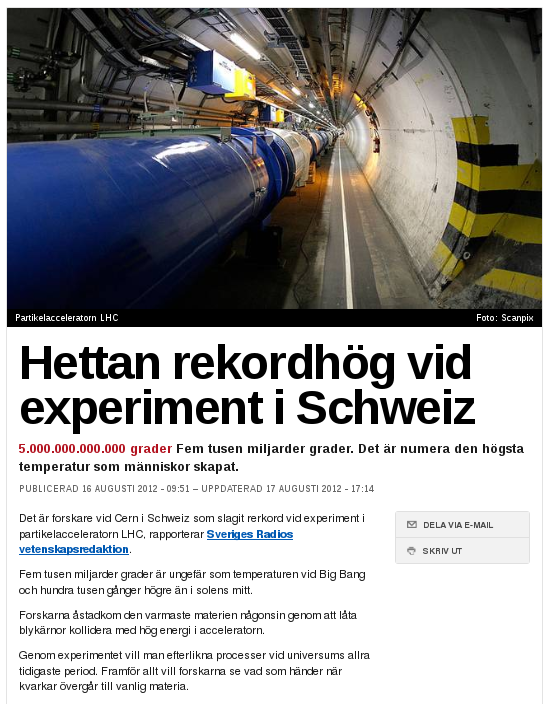 Partikelacceleratorn LHC
Foto: Scanpix
Hettan rekordhög vid
experiment i Schweiz
5.000.000.000.000 grader Fem tusen miljarder grader. Det är numera den högsta
temperatur som människor skapat.
PUBLICERAD 16 AUGUSTI 2012 - 09:51 – UPPDATERAD 17 AUGUSTI 2012 - 17:14
Det är forskare vid Cern i Schweiz som slagit rerkord vid experiment i
partikelacceleratorn LHC, rapporterar Sveriges Radios
vetenskapsredaktion.
Fem tusen miljarder grader är ungefär som temperaturen vid Big Bang
och hundra tusen gånger högre än i solens mitt.
Forskarna åstadkom den varmaste materien någonsin genom att låta
blykärnor kollidera med hög energi i acceleratorn.
Genom experimentet vill man efterlikna processer vid universums allra
tidigaste period. Framför allt vill forskarna se vad som händer när
kvarkar övergår till vanlig materia.
DELA VIA E-MAIL
SKRIV UT